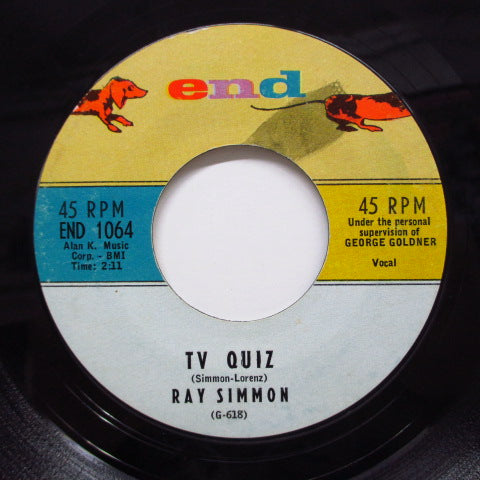 end
45 RPM
END 1064
Alan K. Music
Corp. - BMI
Time: 2:11
45 RPM
Under the personal
supervision of
GEORGE GOLDNER
Vocal
TV QUIZ
(Simmon-Lorenz)
RAY SIMMON
(G-618)